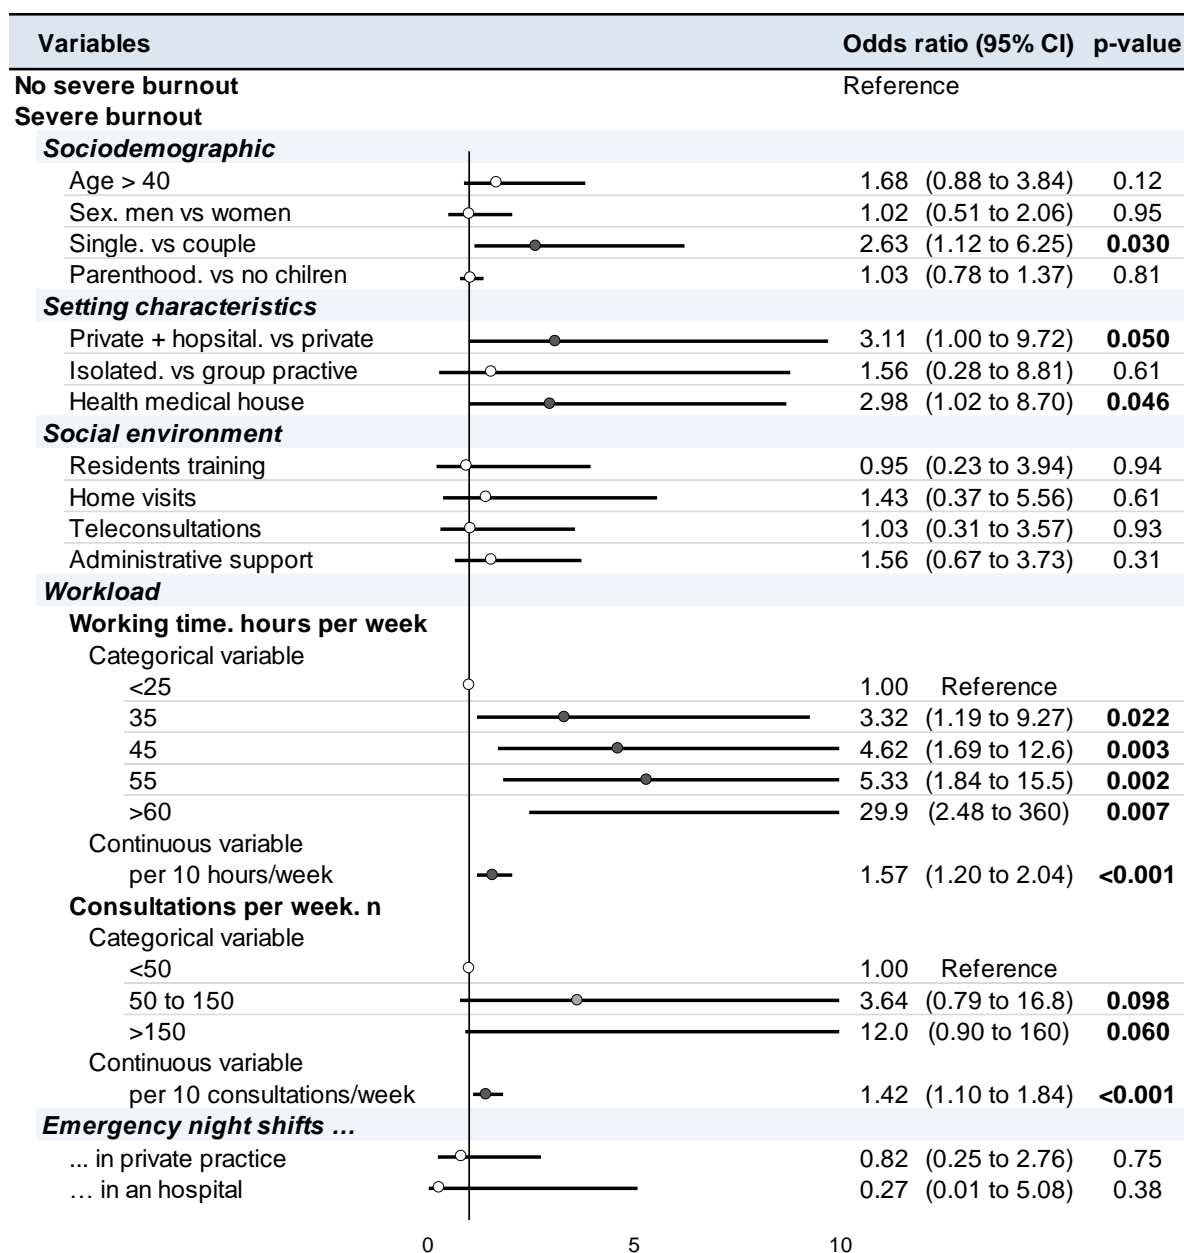 Variables Odds ratio (95% CI) p-value
No severe burnout Reference
Severe burnout
Sociodemographic
Age > 40 1.68 (0.88 to 3.84) 0.12
Sex. men vs women 1.02 (0.51 to 2.06) 0.95
Single. vs couple 2.63 (1.12 to 6.25) 0.030
Parenthood. vs no chilren 1.03 (0.78 to 1.37) 0.81
Setting characteristics
Private + hopsital. vs private 3.11 (1.00 to 9.72) 0.050
Isolated. vs group practive 1.56 (0.28 to 8.81) 0.61
Health medical house 2.98 (1.02 to 8.70) 0.046
Social environment
Residents training 0.95 (0.23 to 3.94) 0.94
Home visits 1.43 (0.37 to 5.56) 0.61
Teleconsultations 1.03 (0.31 to 3.57) 0.93
Administrative support 1.56 (0.67 to 3.73) 0.31
Workload
Working time. hours per week
Categorical variable
<25 1.00 Reference
35 3.32 (1.19 to 9.27) 0.022
45 4.62 (1.69 to 12.6) 0.003
55 5.33 (1.84 to 15.5) 0.002
>60 29.9 (2.48 to 360) 0.007
Continuous variable
per 10 hours/week 1.57 (1.20 to 2.04) <0.001
Consultations per week. n
Categorical variable
<50 1.00 Reference
50 to 150 3.64 (0.79 to 16.8) 0.098
>150 12.0 (0.90 to 160) 0.060
Continuous variable
per 10 consultations/week 1.42 (1.10 to 1.84) <0.001
Emergency night shifts …
... in private practice 0.82 (0.25 to 2.76) 0.75
… in an hospital 0.27 (0.01 to 5.08) 0.38
0 5 10